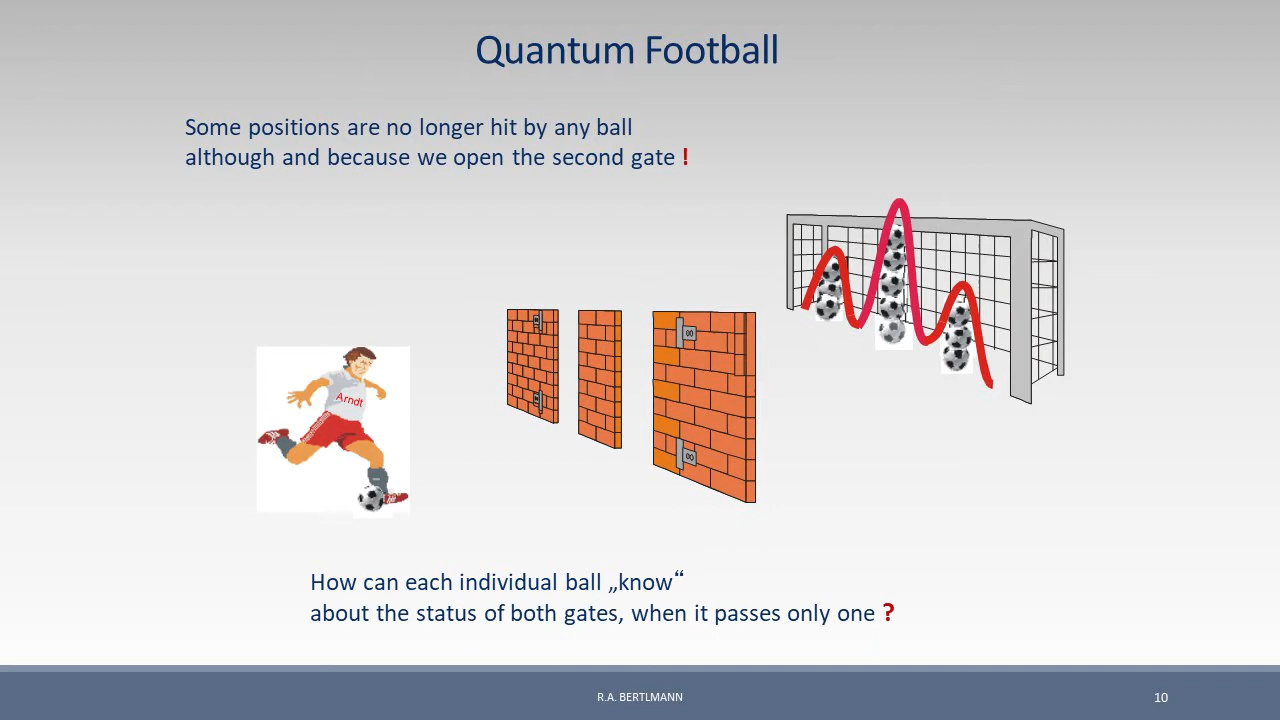 Quantum Football
Some positions are no longer hit by any ball
although and because we open the second gate !
Arndt
How can each individual ball „know“
about the status of both gates, when it passes only one ?
R.A. BERTLMANN
10